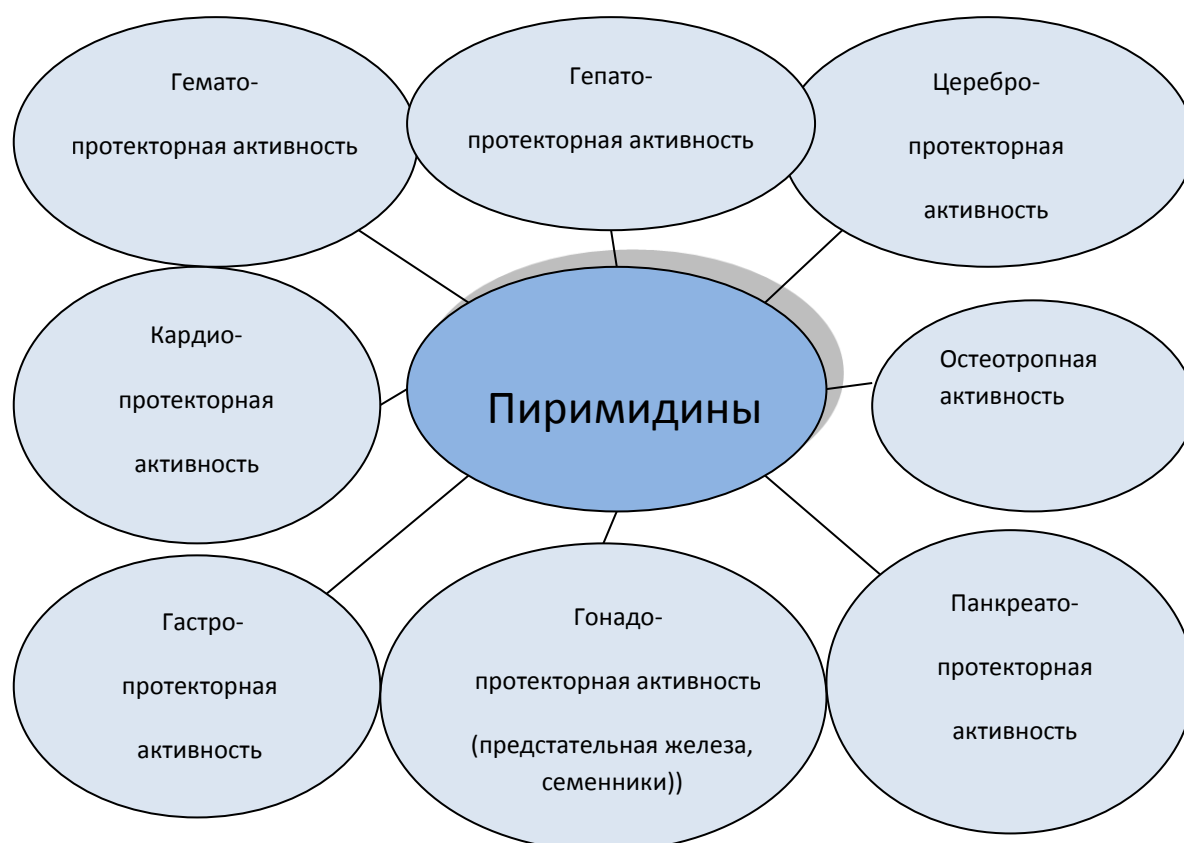 Гемато-
протекторная активность
Гепато-
протекторная активность
Церебро-
протекторная
активность
Кардио-
протекторная
активность
Пиримидины
Остеотропная
активность
Гастро-
протекторная
активность
Гонадо-
протекторная активность
(предстательная железа,
семенники))
Панкреато-
протекторная
активность